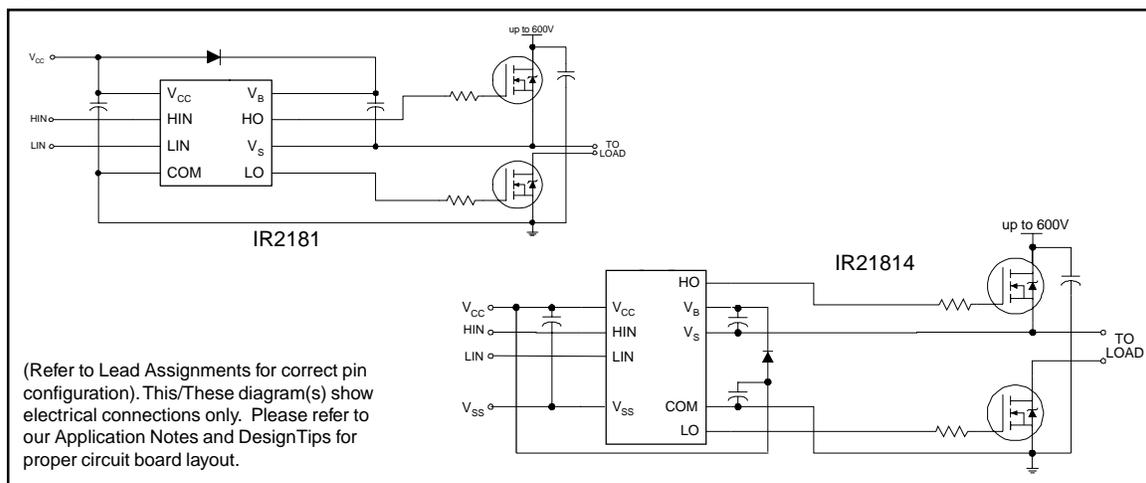 up to 600V
VCC
VCC
VB
HIN
HIN
HO
LIN
LIN
VS
TO
LOAD
COM
LO
IR2181
up to 600V
IR21814
HO
VCC
VCC
VB
HIN
HIN
VS
LIN
LIN
TO
LOAD
VSS
VSS
COM
LO
(Refer to Lead Assignments for correct pin
configuration). This/These diagram(s) show
electrical connections only. Please refer to
our Application Notes and DesignTips for
proper circuit board layout.